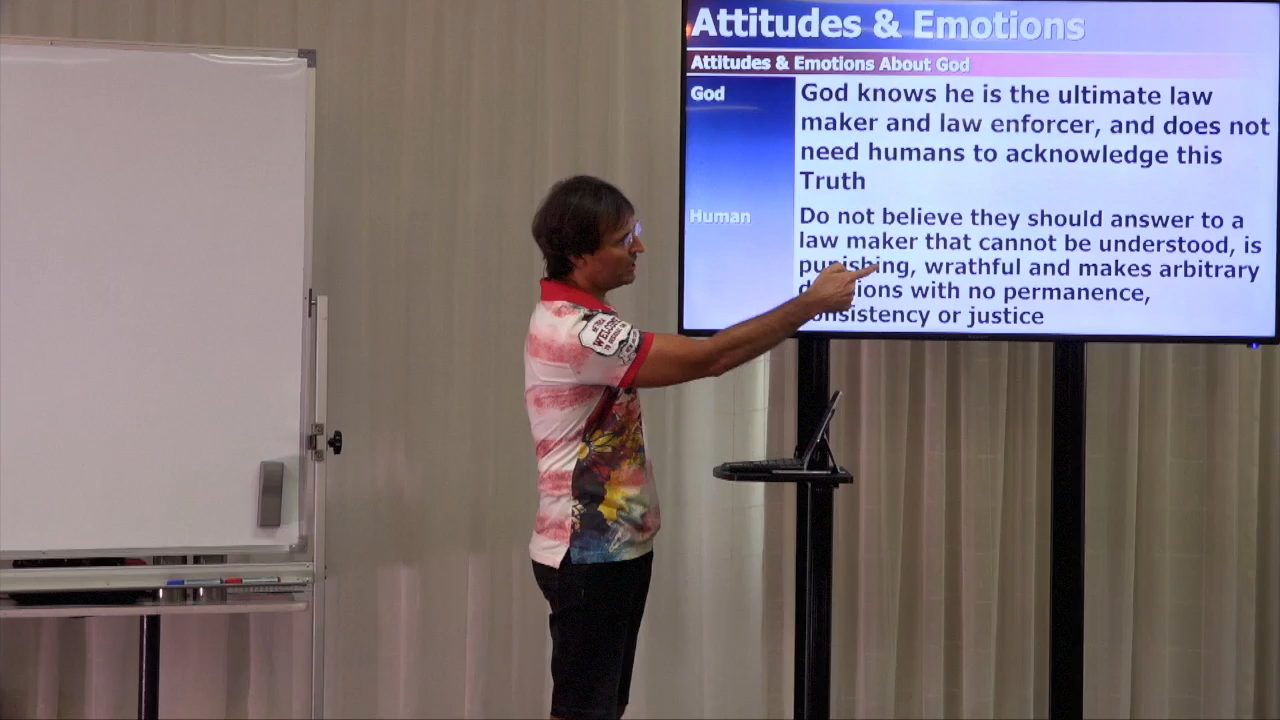 Attitudes & Emotions
Attitudes & Emotions About God
God
God knows he is the ultimate law
maker and law enforcer, and does not
need humans to acknowledge this
Truth
Human
Do not believe they should answer to a
law maker that cannot be understood, is
punishing, wrathful and makes arbitrary
with no permanence,
or justice
WELCOME